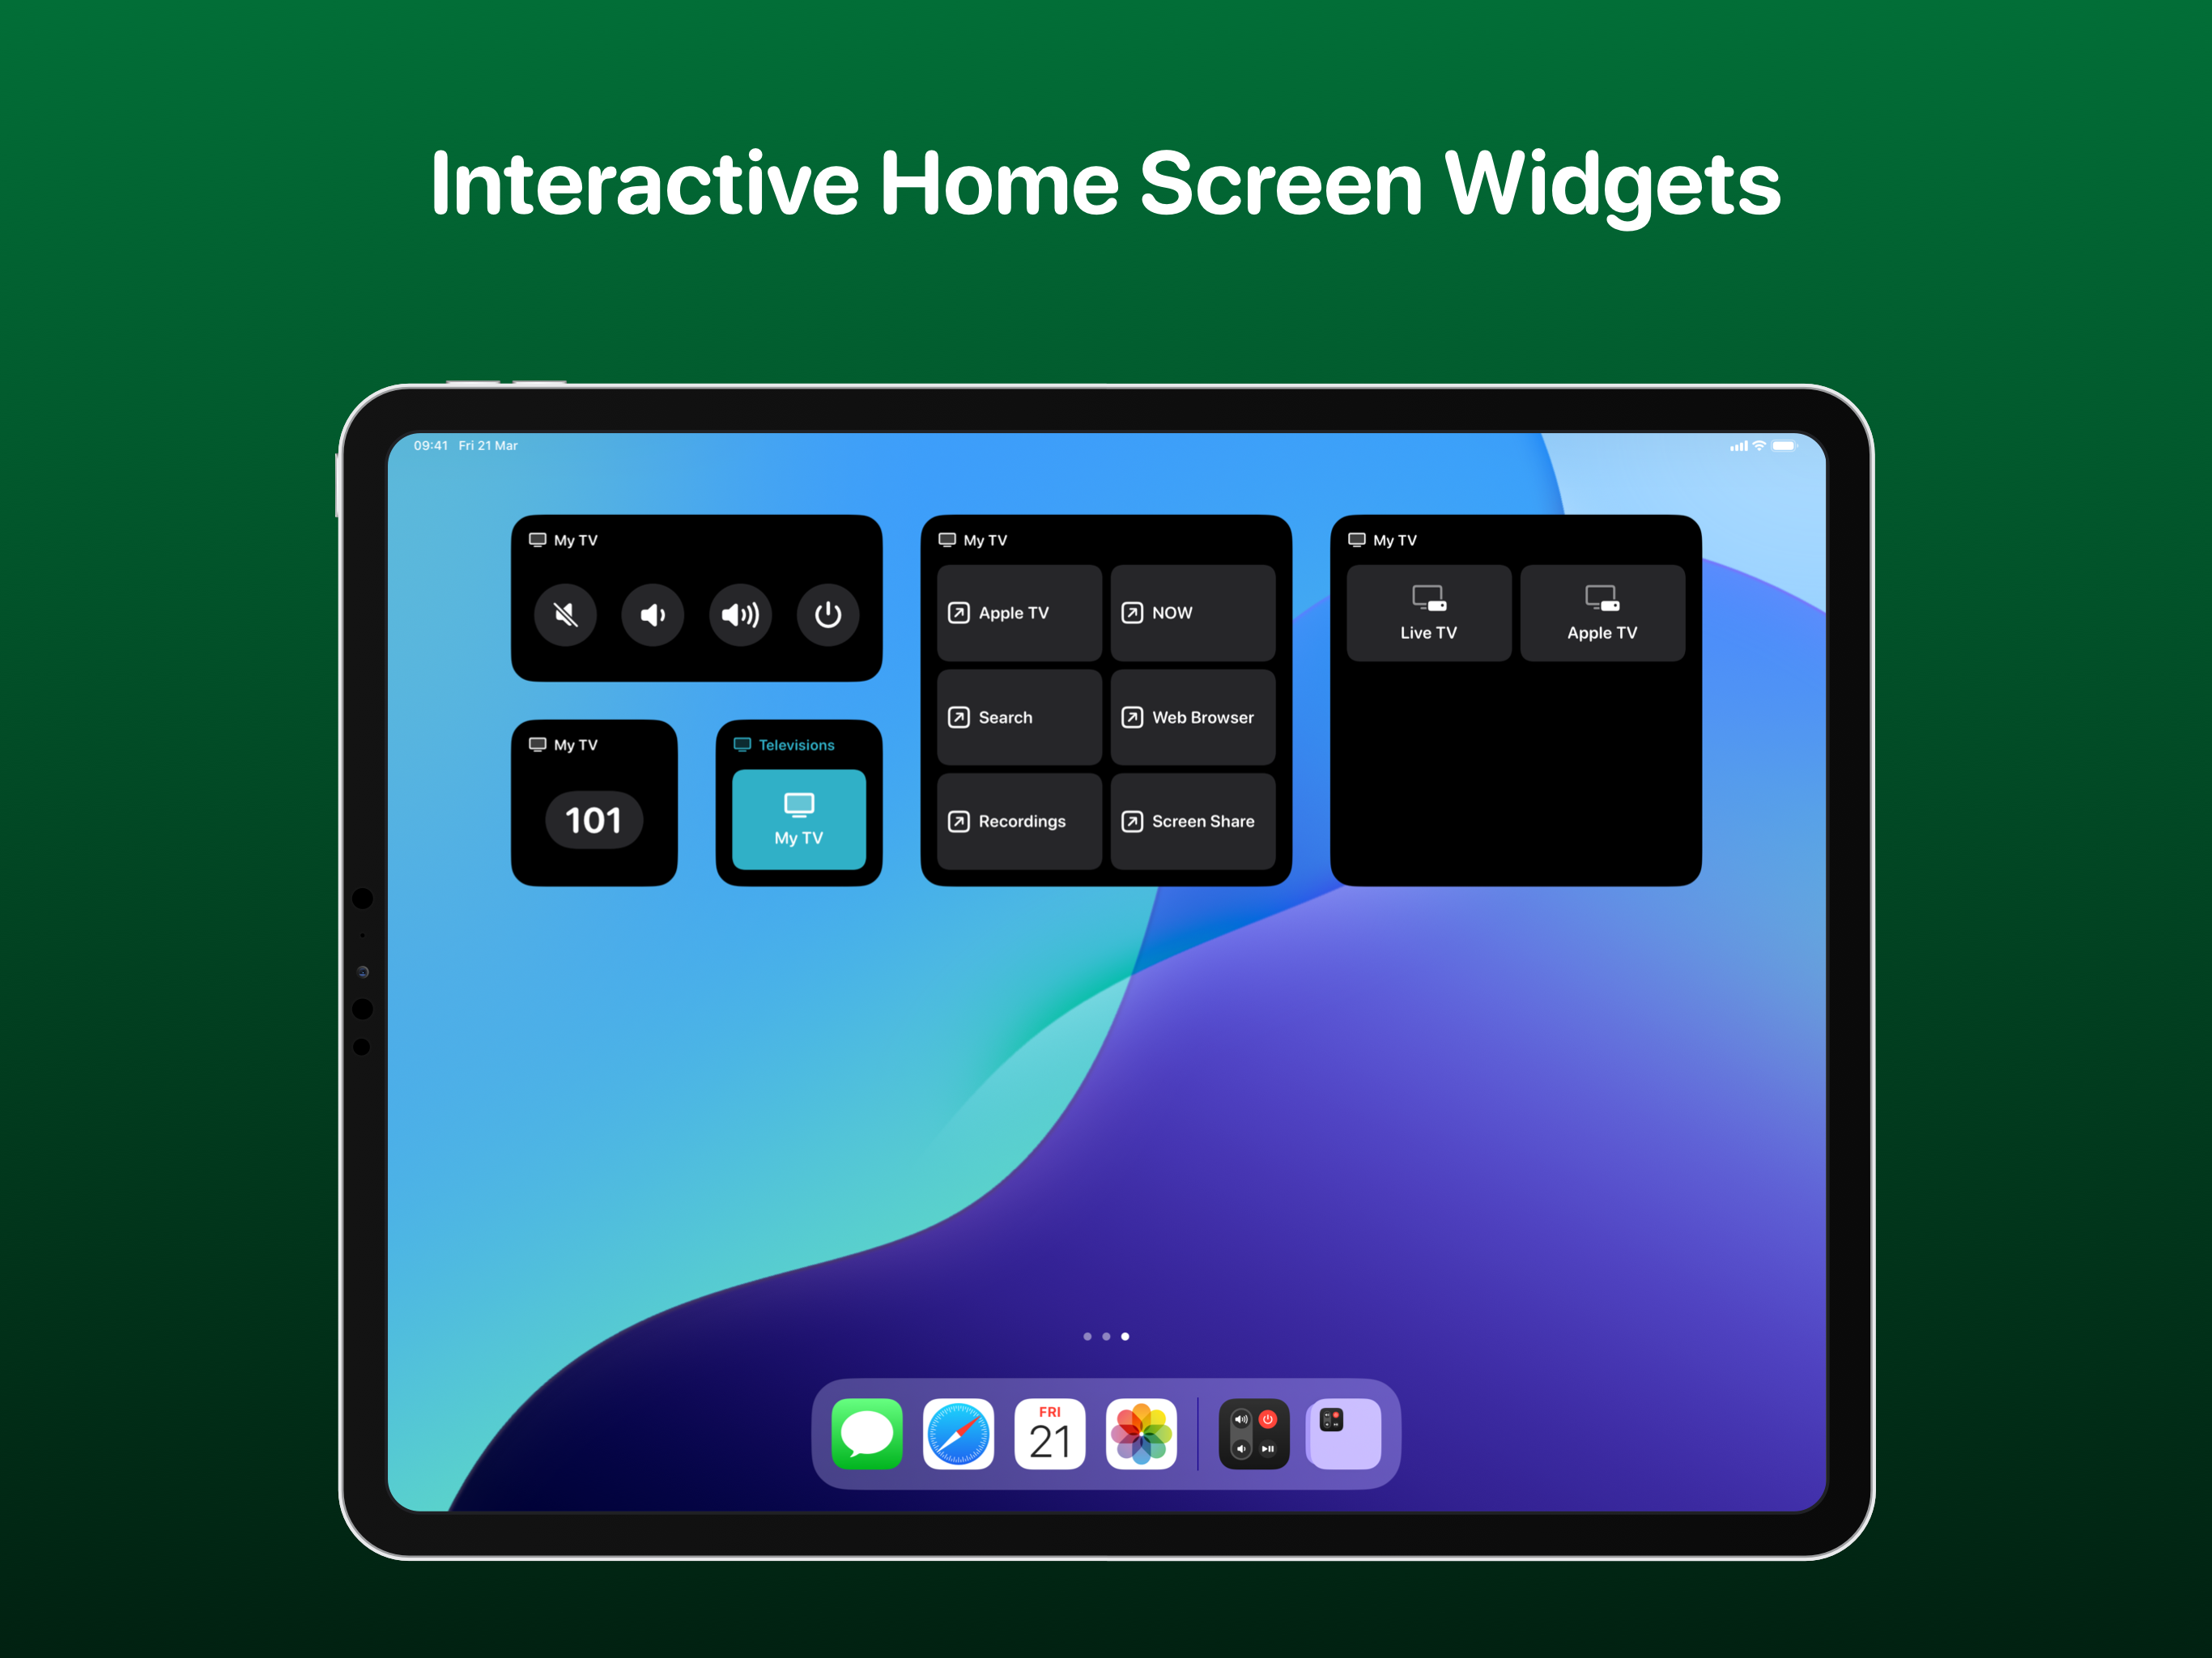 Interactive Home Screen Widgets
09:41 Fri 21 Mar
My TV
My TV
Apple TV
NOW
Search
Web Browser
Recordings
Screen Share
My TV
Live TV
Apple TV
My TV
101
Televisions
My TV
FRI
21